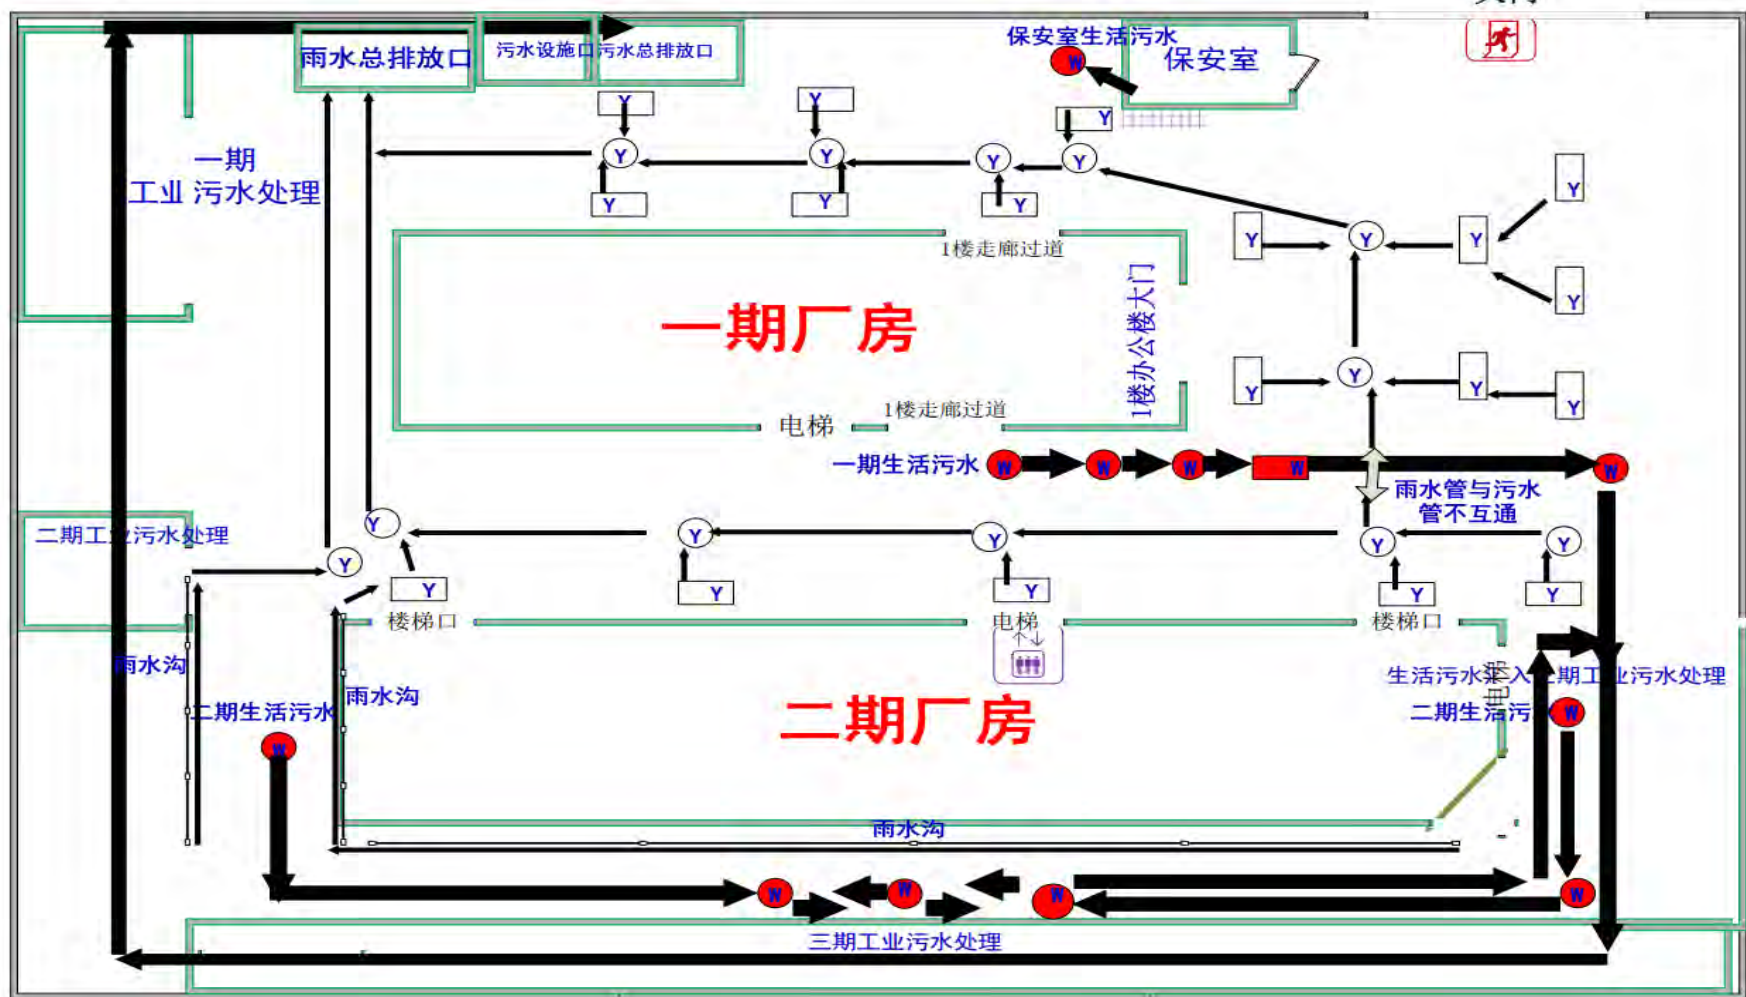 保安室生活污水
保安室
雨水总排放口
污水设施口
污水总排放口
W
Y
Y
Y
一期
工业 污水处理
Y
Y
Y
Y
Y
Y
Y
Y
Y
Y
Y
Y
Y
1楼走廊过道
一期厂房
1楼办公楼大门
Y
Y
Y
Y
Y
1楼走廊过道
电梯
一期生活污水
W
W
W
W
W
雨水管与污水
管不互通
二期工业污水处理
Y
Y
Y
Y
Y
Y
Y
Y
Y
Y
Y
楼梯口
电梯
楼梯口
雨水沟
雨水沟
二期生活污水
W
二期厂房
电梯
生活污水
入
期工业污水处理
二期生活污
W
雨水沟
W
W
W
W
三期工业污水处理